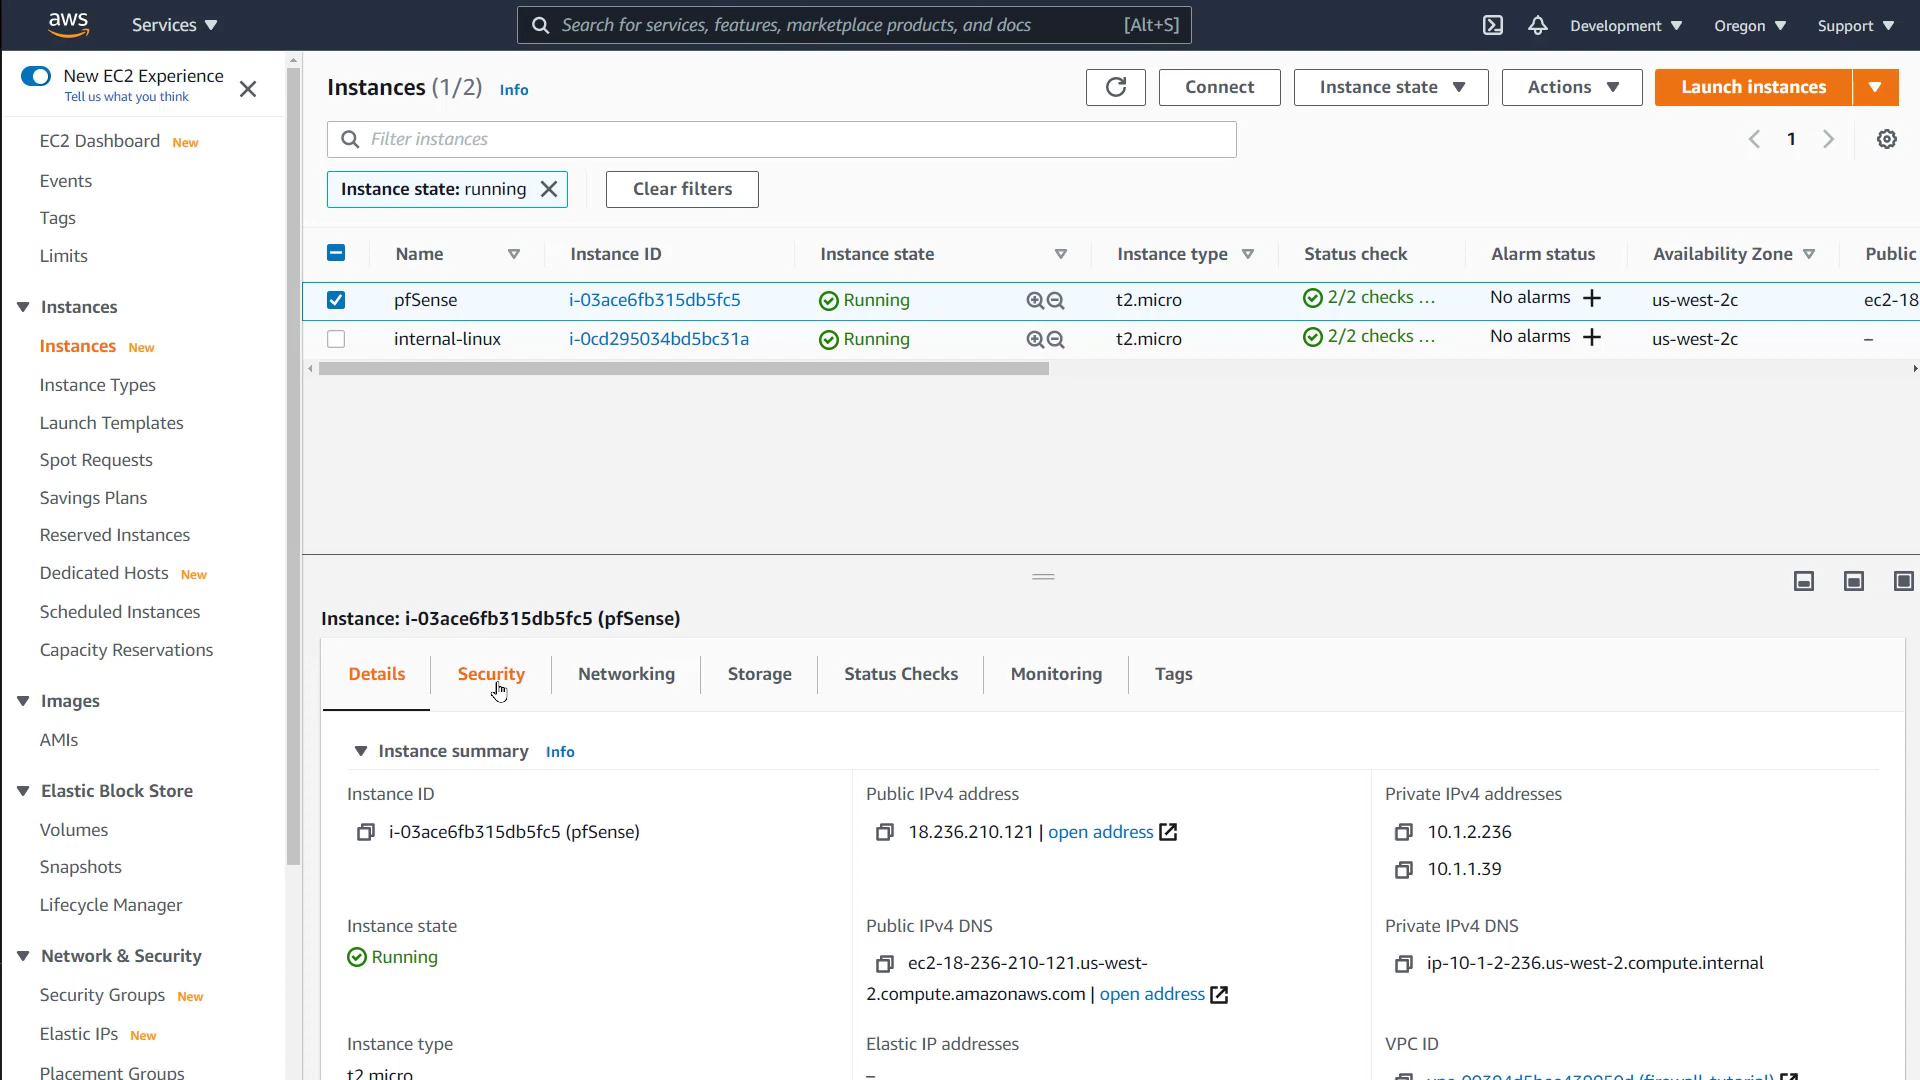 aws
Services
Search for services, features, marketplace products, and docs [Alt+S]
Development
Oregon
Support
New EC2 Experience
Tell us what you think
EC2 Dashboard New
Events
Tags
Limits
Instances
Instances New
Instance Types
Launch Templates
Spot Requests
Savings Plans
Reserved Instances
Dedicated Hosts New
Scheduled Instances
Capacity Reservations
Images
AMIs
Elastic Block Store
Volumes
Snapshots
Lifecycle Manager
Network & Security
Security Groups New
Elastic IPs New
Placement Groups
Instances (1/2) Info
Connect
Instance state
Actions
Launch instances
Filter instances
1
Instance state: running
Clear filters
Name Instance ID Instance state Instance type Status check Alarm status Availability Zone Public
pfSense i-03ace6fb315db5fc5 Running t2.micro 2/2 checks ... No alarms us-west-2c ec2-18
internal-linux i-0cd295034bd5bc31a Running t2.micro 2/2 checks ... No alarms us-west-2c –
Instance: i-03ace6fb315db5fc5 (pfSense)
Details Security Networking Storage Status Checks Monitoring Tags
Instance summary Info
Instance ID
i-03ace6fb315db5fc5 (pfSense)
Public IPv4 address
18.236.210.121 | open address
Private IPv4 addresses
10.1.2.236
10.1.1.39
Instance state
Running
Public IPv4 DNS
ec2-18-236-210-121.us-west-
2.compute.amazonaws.com | open address
Private IPv4 DNS
ip-10-1-2-236.us-west-2.compute.internal
Instance type
t2.micro
Elastic IP addresses
–
VPC ID
(firewall-tutorial)